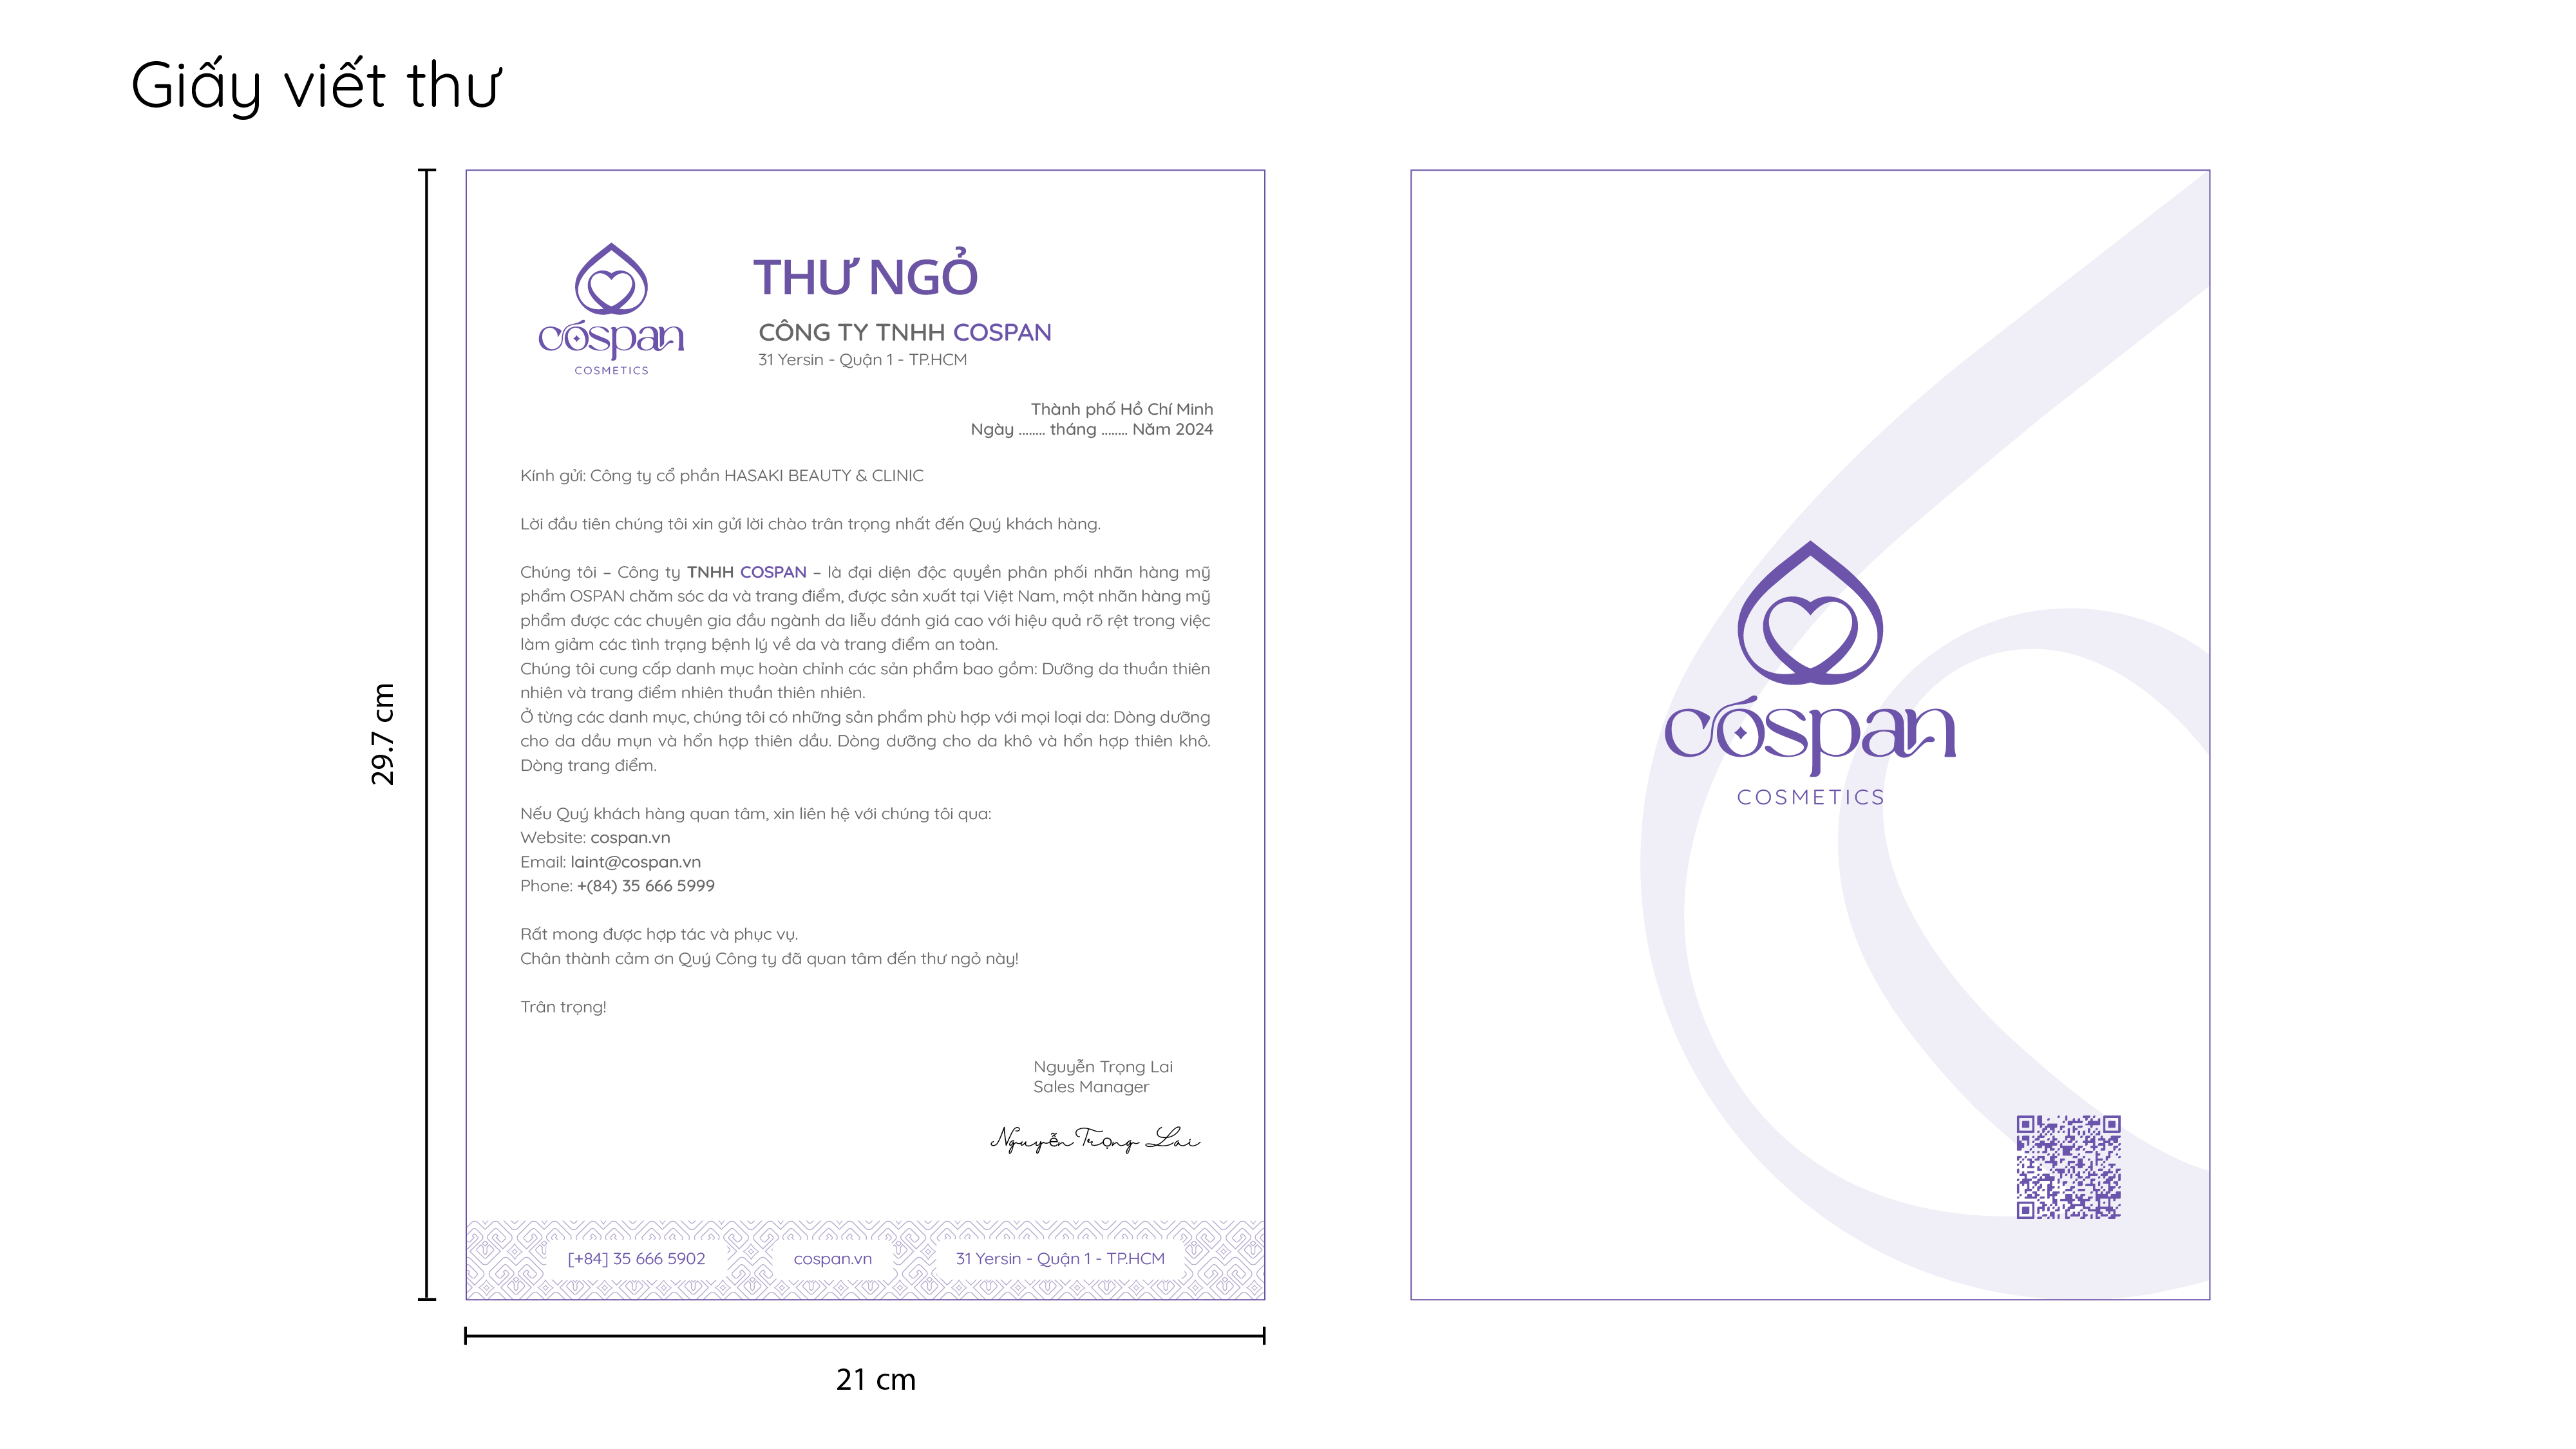 Giấy viết thư
cóspan
COSMETICS
THƯ NGỎ
CÔNG TY TNHH COSPAN
31 Yersin - Quận 1 - TP.HCM
Thành phố Hồ Chí Minh
Ngày ........ tháng ........ Năm 2024
Kính gửi: Công ty cổ phần HASAKI BEAUTY & CLINIC
Lời đầu tiên chúng tôi xin gửi lời chào trân trọng nhất đến Quý khách hàng.
Chúng tôi – Công ty TNHH COSPAN – là đại diện độc quyền phân phối nhãn hàng mỹ
phẩm OSPAN chăm sóc da và trang điểm, được sản xuất tại Việt Nam, một nhãn hàng mỹ
phẩm được các chuyên gia đầu ngành da liễu đánh giá cao với hiệu quả rõ rệt trong việc
làm giảm các tình trạng bệnh lý về da và trang điểm an toàn.
Chúng tôi cung cấp danh mục hoàn chỉnh các sản phẩm bao gồm: Dưỡng da thuần thiên
nhiên và trang điểm nhiên thuần thiên nhiên.
Ở từng các danh mục, chúng tôi có những sản phẩm phù hợp với mọi loại da: Dòng dưỡng
cho da dầu mụn và hổn hợp thiên dầu. Dòng dưỡng cho da khô và hổn hợp thiên khô.
Dòng trang điểm.
Nếu Quý khách hàng quan tâm, xin liên hệ với chúng tôi qua:
Website: cospan.vn
Email: laint@cospan.vn
Phone: +(84) 35 666 5999
Rất mong được hợp tác và phục vụ.
Chân thành cảm ơn Quý Công ty đã quan tâm đến thư ngỏ này!
Trân trọng!
Nguyễn Trọng Lai
Sales Manager
Nguyễn Trọng Lai
[+84] 35 666 5902
cospan.vn
31 Yersin - Quận 1 - TP.HCM
29.7 cm
21 cm
cóspan
COSMETICS